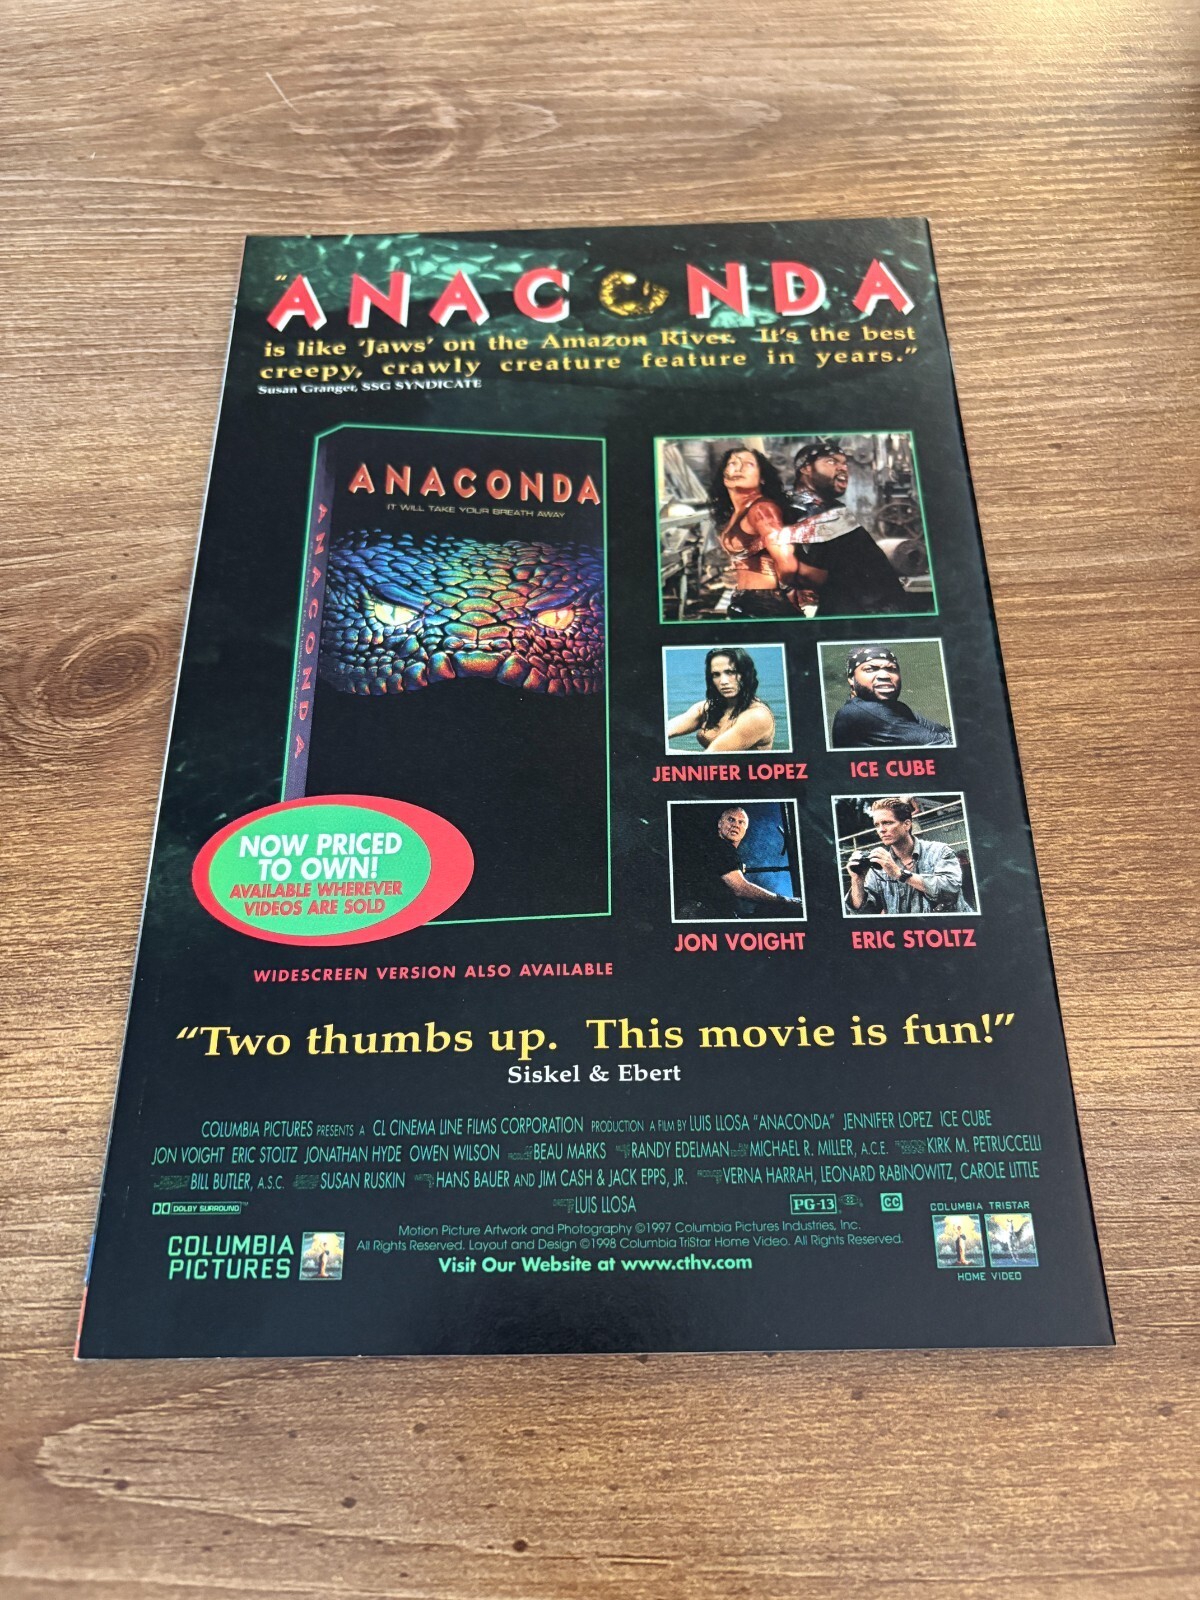 "ANACONDA
is like 'Jaws' on the Amazon River. It's the best
creepy, crawly creature feature in years."
Susan Granger, SSG SYNDICATE
ANACONDA
IT WILL TAKE YOUR BREATH AWAY
ANACONDA
NOW PRICED
TO OWN!
AVAILABLE WHEREVER
VIDEOS ARE SOLD
WIDESCREEN VERSION ALSO AVAILABLE
JENNIFER LOPEZ
ICE CUBE
JON VOIGHT
ERIC STOLTZ
"Two thumbs up. This movie is fun!"
Siskel & Ebert
COLUMBIA PICTURES PRESENTS A CL CINEMA LINE FILMS CORPORATION PRODUCTION A FILM BY LUIS LLOSA "ANACONDA" JENNIFER LOPEZ ICE CUBE
JON VOIGHT ERIC STOLTZ JONATHAN HYDE OWEN WILSON BEAU MARKS RANDY EDELMAN MICHAEL R. MILLER, A.C.E. KIRK M. PETRUCCELLI
BILL BUTLER, A.S.C. SUSAN RUSKIN HANS BAUER AND JIM CASH & JACK EPPS, JR. VERNA HARRAH, LEONARD RABINOWITZ, CAROLE LITTLE
LUIS LLOSA
DOLBY SURROUND
PG-13
CC
COLUMBIA
PICTURES
Motion Picture Artwork and Photography ©1997 Columbia Pictures Industries, Inc.
All Rights Reserved. Layout and Design ©1998 Columbia TriStar Home Video. All Rights Reserved.
Visit Our Website at www.cthv.com
COLUMBIA TRISTAR
HOME VIDEO